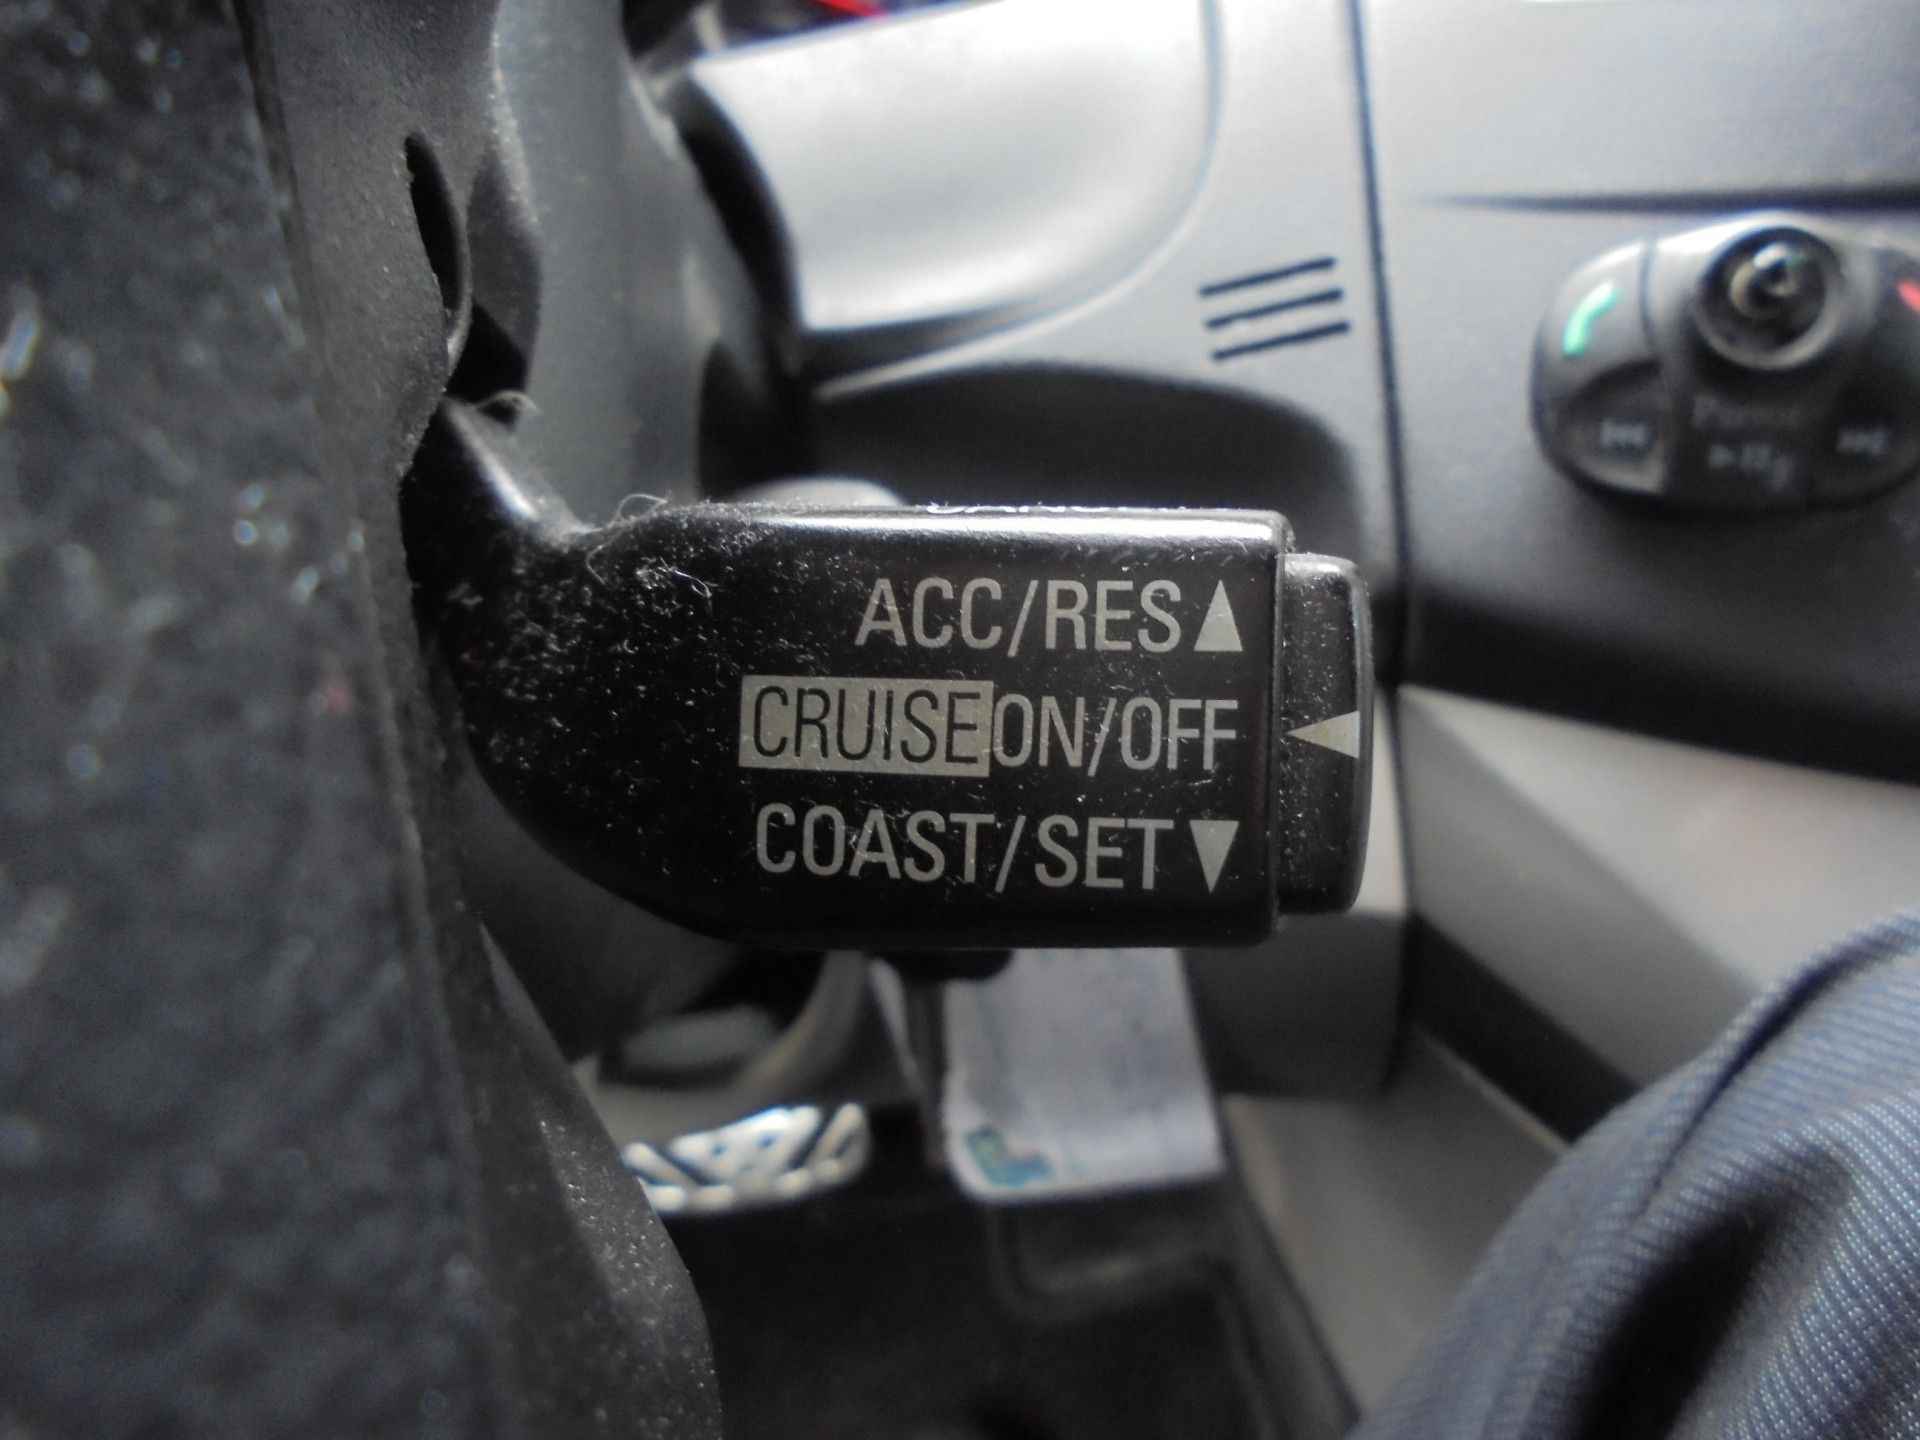 ACC/RES▲
CRUISE ON/OFF
COAST/SET▼